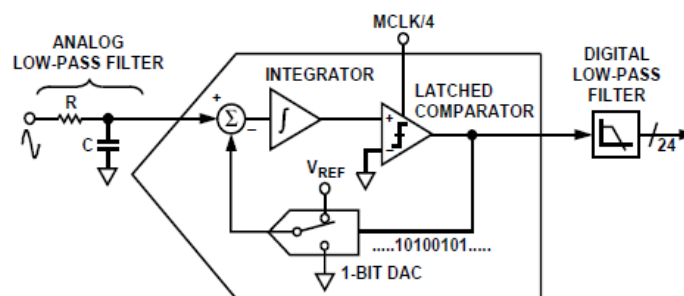 MCLK/4
ANALOG
LOW-PASS FILTER
INTEGRATOR
LATCHED
COMPARATOR
DIGITAL
LOW-PASS
FILTER
R
C
+
Σ
−
∫
+
−
24
VREF
.....10100101.....
1-BIT DAC